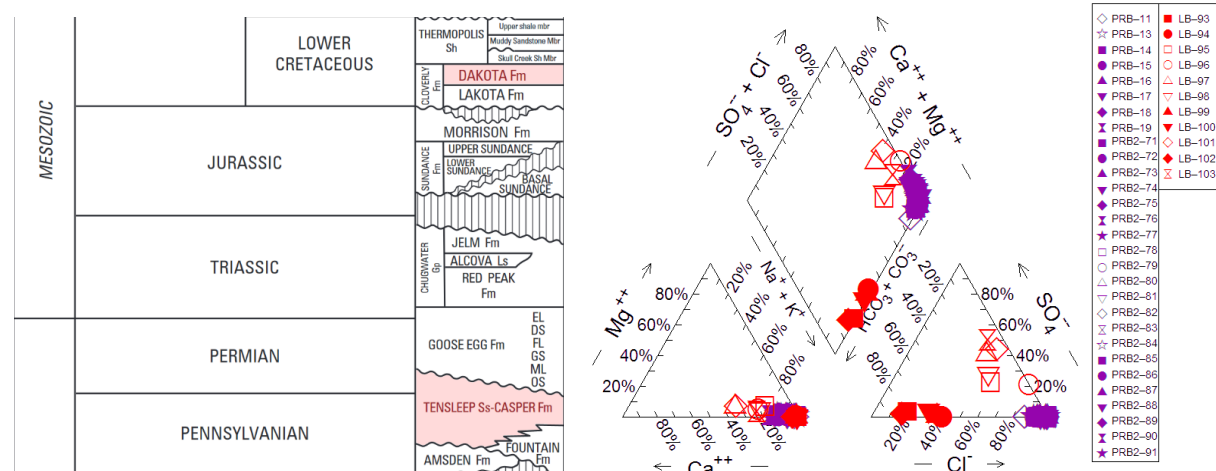 MESOZOIC
LOWER
CRETACEOUS
JURASSIC
TRIASSIC
PERMIAN
PENNSYLVANIAN
THERMOPOLIS
Sh
Upper shale mbr
Muddy Sandstone Mbr
Skull Creek Sh Mbr
CLOVERLY
Fm
DAKOTA Fm
LAKOTA Fm
MORRISON Fm
SUNDANCE
Fm
UPPER SUNDANCE
LOWER
SUNDANCE
BASAL
SUNDANCE
CHUGWATER
Gp
JELM Fm
ALCOVA Ls
RED PEAK
Fm
GOOSE EGG Fm
EL
DS
FL
GS
ML
OS
TENSLEEP Ss-CASPER Fm
FOUNTAIN
Fm
AMSDEN Fm
SO4-- + Cl-
Ca++ + Mg++
80%
60%
40%
20%
80%
60%
40%
20%
Mg++
Na+ + K+
HCO3- + CO3--
SO4--
80%
60%
40%
20%
20%
40%
60%
80%
20%
40%
60%
80%
80%
60%
40%
20%
80%
60%
40%
20%
20%
40%
60%
80%
Ca++
Cl-
PRB-11
PRB-13
PRB-14
PRB-15
PRB-16
PRB-17
PRB-18
PRB-19
PRB2-71
PRB2-72
PRB2-73
PRB2-74
PRB2-75
PRB2-76
PRB2-77
PRB2-78
PRB2-79
PRB2-80
PRB2-81
PRB2-82
PRB2-83
PRB2-84
PRB2-85
PRB2-86
PRB2-87
PRB2-88
PRB2-89
PRB2-90
PRB2-91
LB-93
LB-94
LB-95
LB-96
LB-97
LB-98
LB-99
LB-100
LB-101
LB-102
LB-103